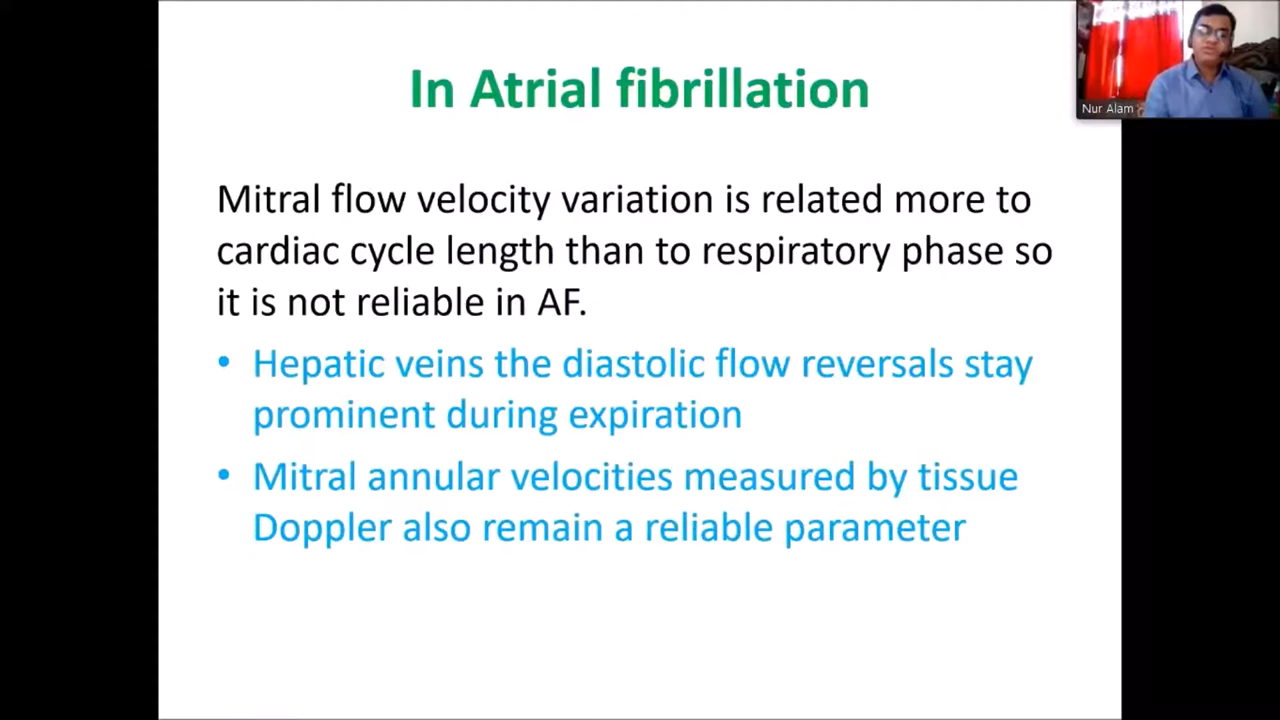 In Atrial fibrillation
Nur Alam
Mitral flow velocity variation is related more to
cardiac cycle length than to respiratory phase so
it is not reliable in AF.
• Hepatic veins the diastolic flow reversals stay
prominent during expiration
• Mitral annular velocities measured by tissue
Doppler also remain a reliable parameter